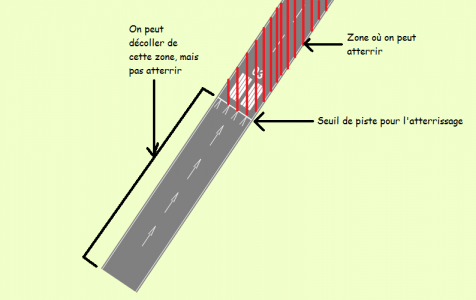 On peut
décoller de
cette zone, mais
pas atterrir
Zone où on peut
atterrir
Seuil de piste pour l'atterrissage